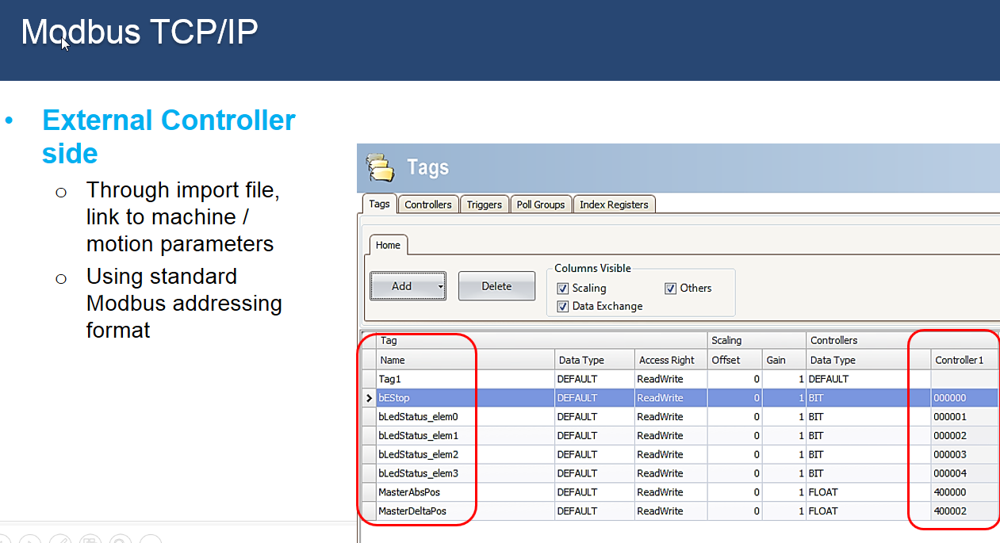 Modbus TCP/IP
• External Controller
side
o Through import file,
link to machine /
motion parameters
o Using standard
Modbus addressing
format
Tags
Tags Controllers Triggers Poll Groups Index Registers
Home
Add Delete
Columns Visible
Scaling Others
Data Exchange
Tag Scaling Controllers
Name Data Type Access Right Offset Gain Data Type Controller1
Tag1 DEFAULT ReadWrite 0 1 DEFAULT
bEStop DEFAULT ReadWrite 0 1 BIT 000000
bLedStatus_elem0 DEFAULT ReadWrite 0 1 BIT 000001
bLedStatus_elem1 DEFAULT ReadWrite 0 1 BIT 000002
bLedStatus_elem2 DEFAULT ReadWrite 0 1 BIT 000003
bLedStatus_elem3 DEFAULT ReadWrite 0 1 BIT 000004
MasterAbsPos DEFAULT ReadWrite 0 1 FLOAT 400000
MasterDeltaPos DEFAULT ReadWrite 0 1 FLOAT 400002